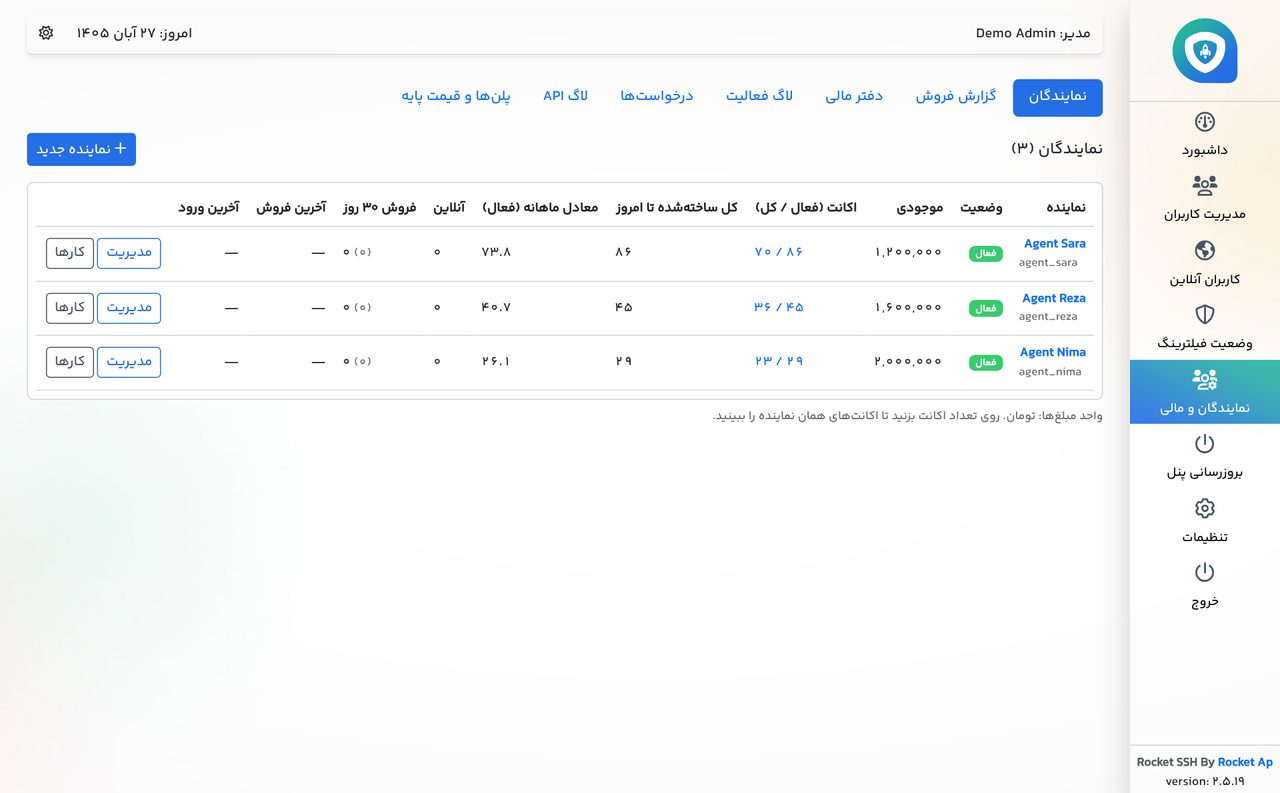 مدیر: Demo Admin
امروز: ۲۷ آبان ۱۴۰۵
نمایندگان
گزارش فروش
دفتر مالی
لاگ فعالیت
درخواست‌ها
لاگ API
پلن‌ها و قیمت پایه
نمایندگان (۳)
+ نماینده جدید
نماینده وضعیت موجودی اکانت (فعال / کل) کل ساخته‌شده تا امروز معادل ماهانه (فعال) آنلاین فروش ۳۰ روز آخرین فروش آخرین ورود
Agent Sara فعال ۱,۲۰۰,۰۰۰ ۷۰ / ۸۶ ۸۶ ۷۳.۸ ۰ ۰ (۰) — — مدیریت کارها
agent_sara
Agent Reza فعال ۱,۶۰۰,۰۰۰ ۳۶ / ۴۵ ۴۵ ۴۰.۷ ۰ ۰ (۰) — — مدیریت کارها
agent_reza
Agent Nima فعال ۲,۰۰۰,۰۰۰ ۲۳ / ۲۹ ۲۹ ۲۶.۱ ۰ ۰ (۰) — — مدیریت کارها
agent_nima
واحد مبلغ‌ها: تومان. روی تعداد اکانت بزنید تا اکانت‌های همان نماینده را ببینید.
داشبورد
مدیریت کاربران
کاربران آنلاین
وضعیت فیلترینگ
نمایندگان و مالی
بروزرسانی پنل
تنظیمات
خروج
Rocket SSH By Rocket Ap
version: ۲.۵.۱۹